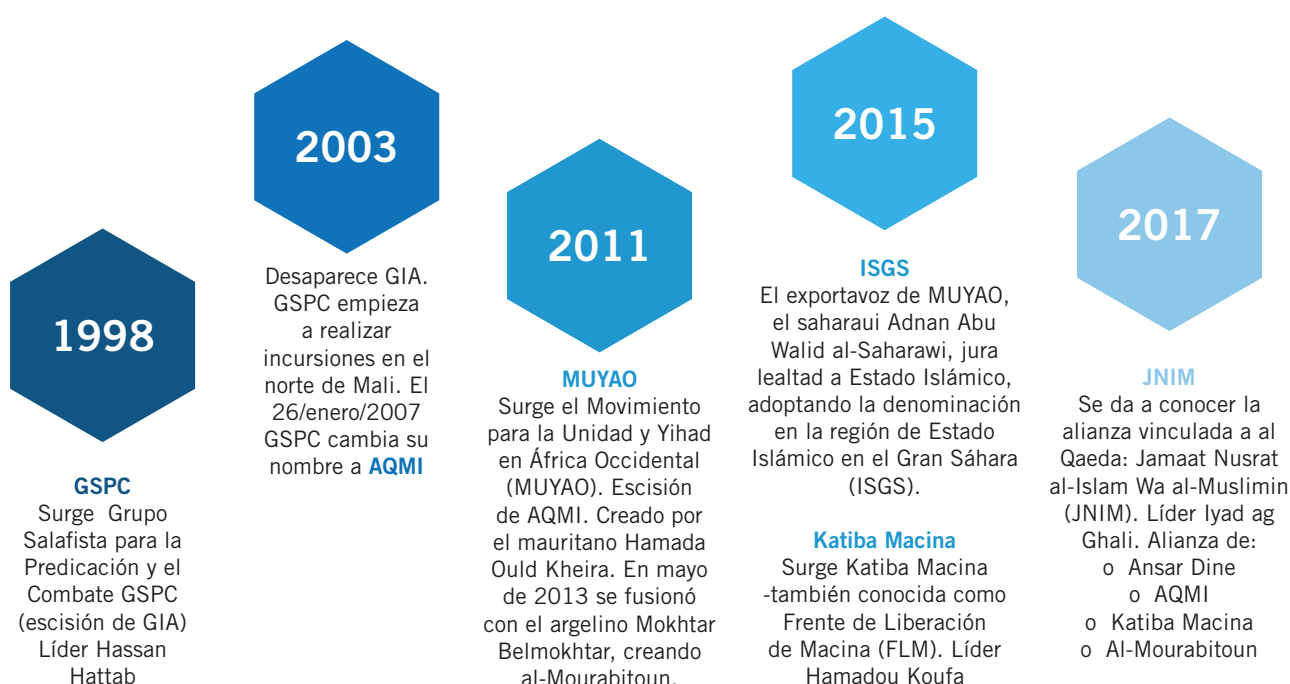 1998
GSPC
Surge Grupo
Salafista para la
Predicación y el
Combate GSPC
(escisión de GIA)
Líder Hassan
Hattab
2003
Desaparece GIA.
GSPC empieza
a realizar
incursiones en el
norte de Mali. El
26/enero/2007
GSPC cambia su
nombre a AQMI
2011
MUYAO
Surge el Movimiento
para la Unidad y Yihad
en África Occidental
(MUYAO). Escisión
de AQMI. Creado por
el mauritano Hamada
Ould Kheira. En mayo
de 2013 se fusionó
con el argelino Mokhtar
Belmokhtar, creando
al-Mourabitoun.
2015
ISGS
El exportavoz de MUYAO,
el saharaui Adnan Abu
Walid al-Saharawi, jura
lealtad a Estado Islámico,
adoptando la denominación
en la región de Estado
Islámico en el Gran Sáhara
(ISGS).
Katiba Macina
Surge Katiba Macina
-también conocida como
Frente de Liberación
de Macina (FLM). Líder
Hamadou Koufa
2017
JNIM
Se da a conocer la
alianza vinculada a al
Qaeda: Jamaat Nusrat
al-Islam Wa al-Muslimin
(JNIM). Líder Iyad ag
Ghali. Alianza de:
o Ansar Dine
o AQMI
o Katiba Macina
o Al-Mourabitoun